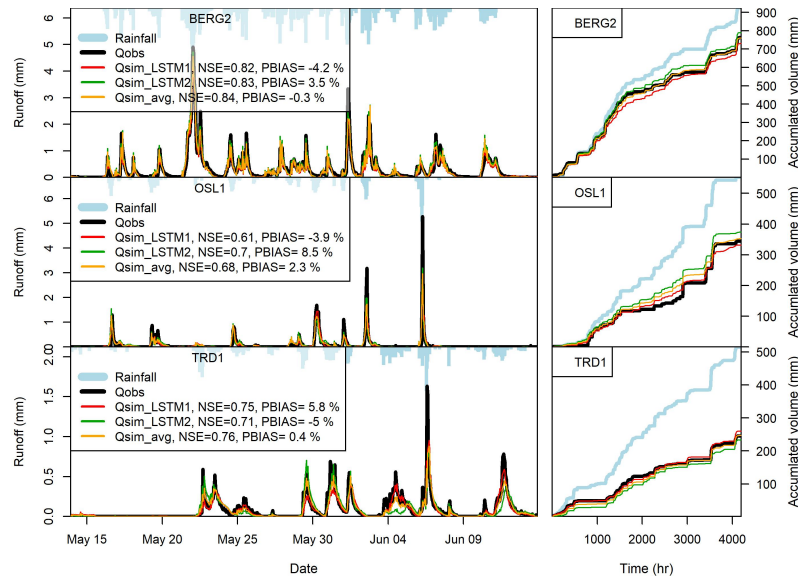 BERG2
Rainfall
Qobs
Qsim_LSTM1, NSE=0.82, PBIAS= -4.2 %
Qsim_LSTM2, NSE=0.83, PBIAS= 3.5 %
Qsim_avg, NSE=0.84, PBIAS= -0.3 %
Runoff (mm)
0
1
2
3
4
5
6
BERG2
Accumulated volume (mm)
100
200
300
400
500
600
700
800
900
OSL1
Rainfall
Qobs
Qsim_LSTM1, NSE=0.61, PBIAS= -3.9 %
Qsim_LSTM2, NSE=0.7, PBIAS= 8.5 %
Qsim_avg, NSE=0.68, PBIAS= 2.3 %
Runoff (mm)
0
1
2
3
4
5
6
OSL1
Accumulated volume (mm)
100
200
300
400
500
TRD1
Rainfall
Qobs
Qsim_LSTM1, NSE=0.75, PBIAS= 5.8 %
Qsim_LSTM2, NSE=0.71, PBIAS= -5 %
Qsim_avg, NSE=0.76, PBIAS= 0.4 %
Runoff (mm)
0.0
0.5
1.0
1.5
2.0
TRD1
Accumulated volume (mm)
100
200
300
400
500
May 15 May 20 May 25 May 30 Jun 04 Jun 09
Date
0 1000 2000 3000 4000
Time (hr)